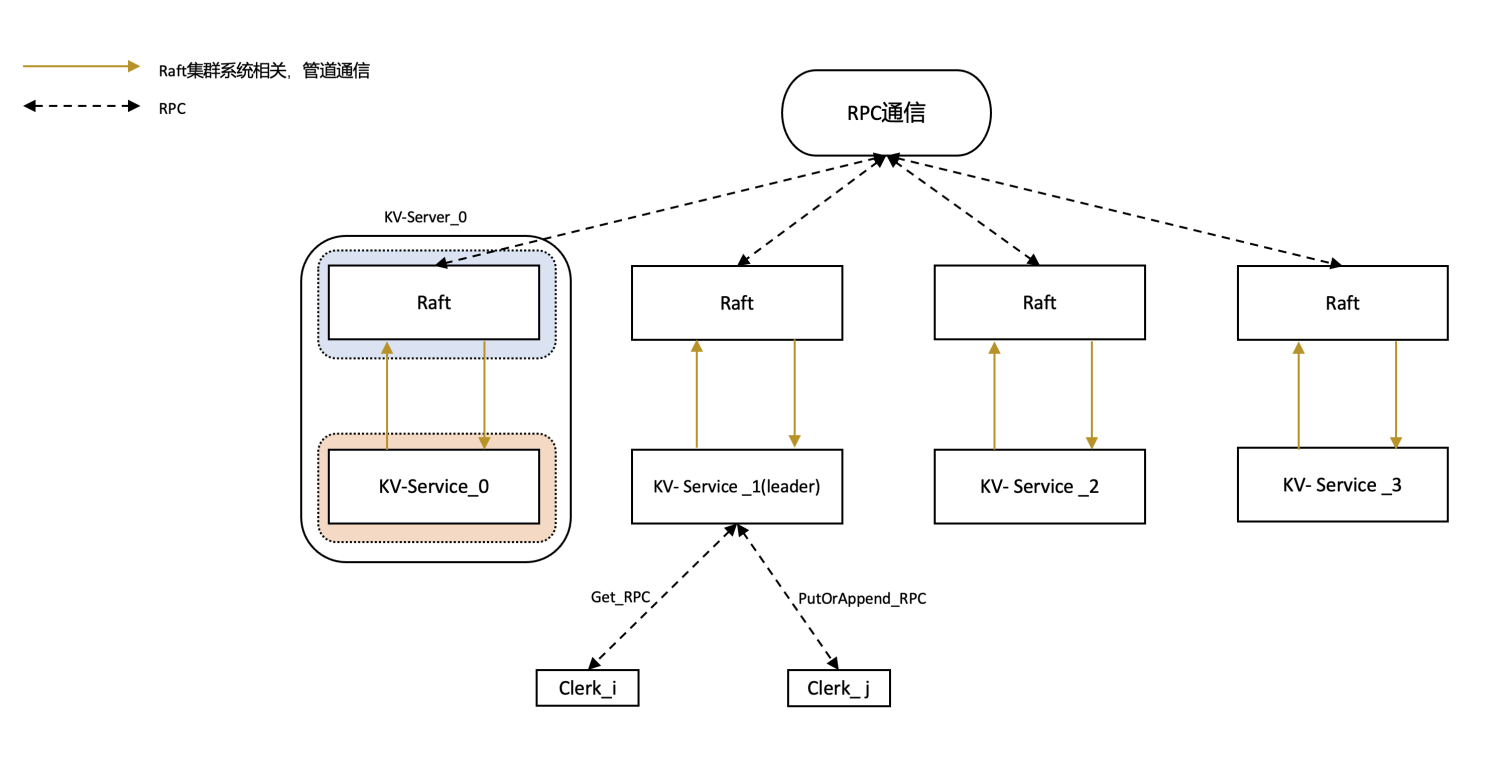 Raft集群系统相关，管道通信
RPC
RPC通信
KV-Server_0
Raft
Raft
Raft
Raft
KV-Service_0
KV- Service _1(leader)
KV- Service _2
KV- Service _3
Get_RPC
PutOrAppend_RPC
Clerk_i
Clerk_ j